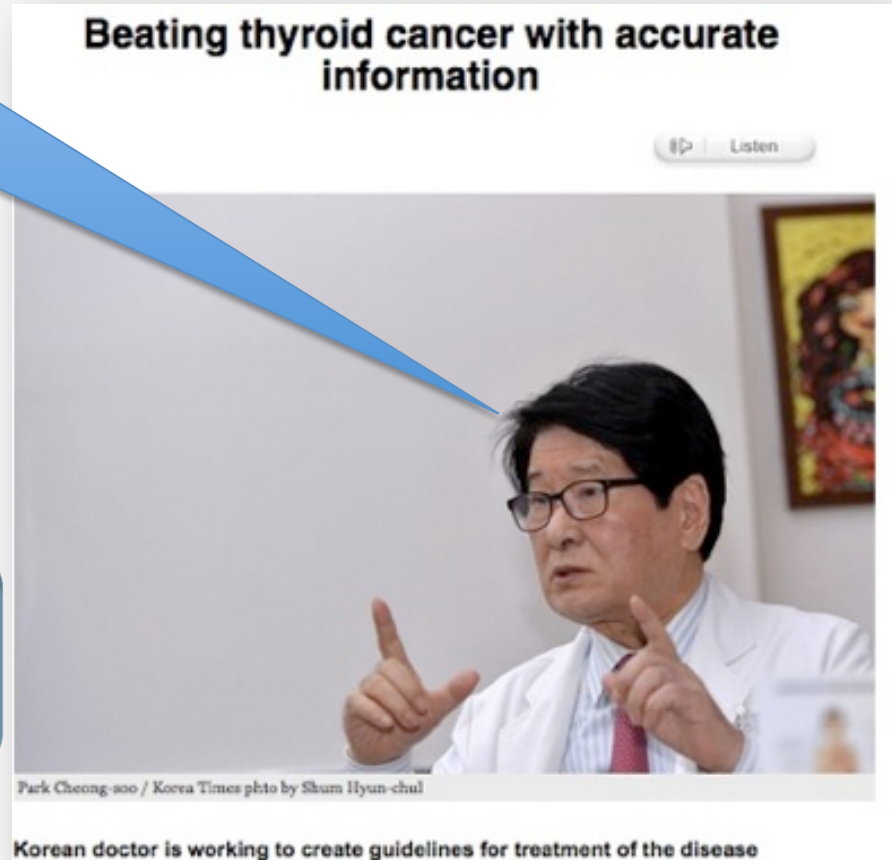 Beating thyroid cancer with accurate
information
Listen
Park Cheong-soo / Korea Times phto by Shum Hyun-chul
Korean doctor is working to create guidelines for treatment of the disease